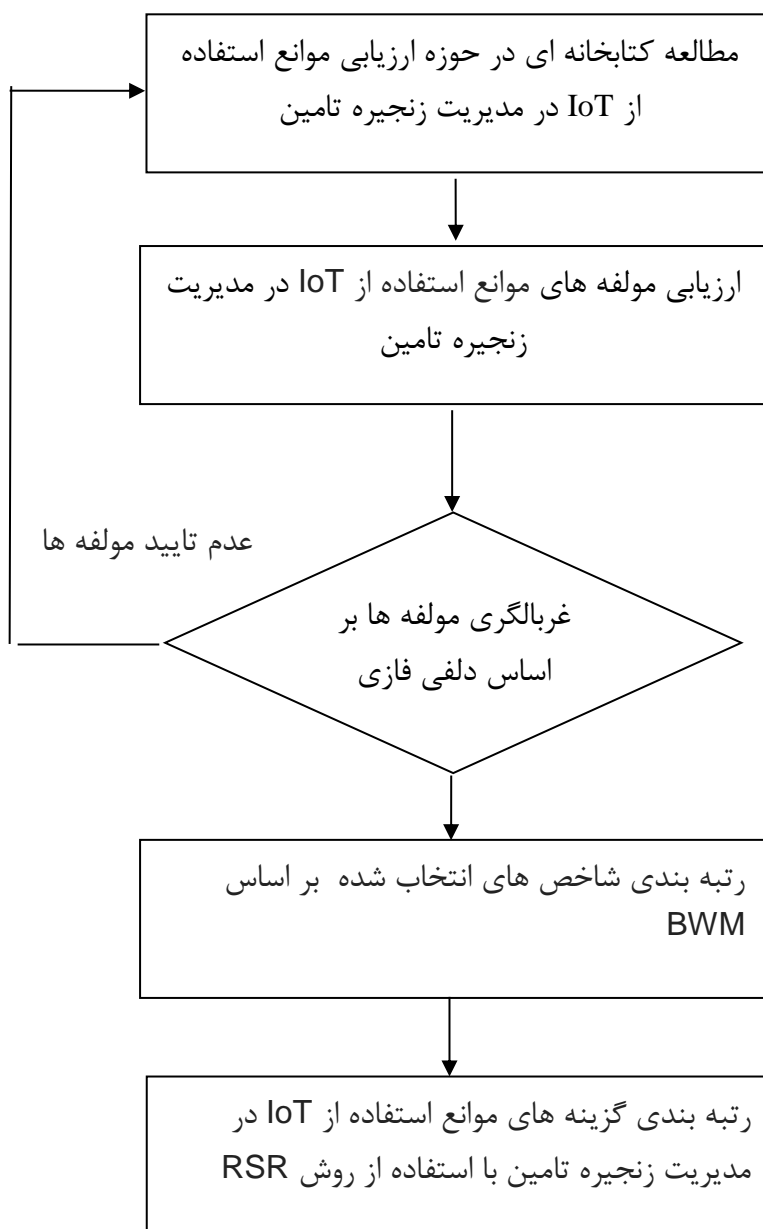 مطالعه کتابخانه ای در حوزه ارزیابی موانع استفاده
از IoT در مدیریت زنجیره تامین
ارزیابی مولفه های موانع استفاده از IoT در مدیریت
زنجیره تامین
عدم تایید مولفه ها
غربالگری مولفه ها بر
اساس دلفی فازی
رتبه بندی شاخص های انتخاب شده بر اساس
BWM
رتبه بندی گزینه های موانع استفاده از IoT در
مدیریت زنجیره تامین با استفاده از روش RSR